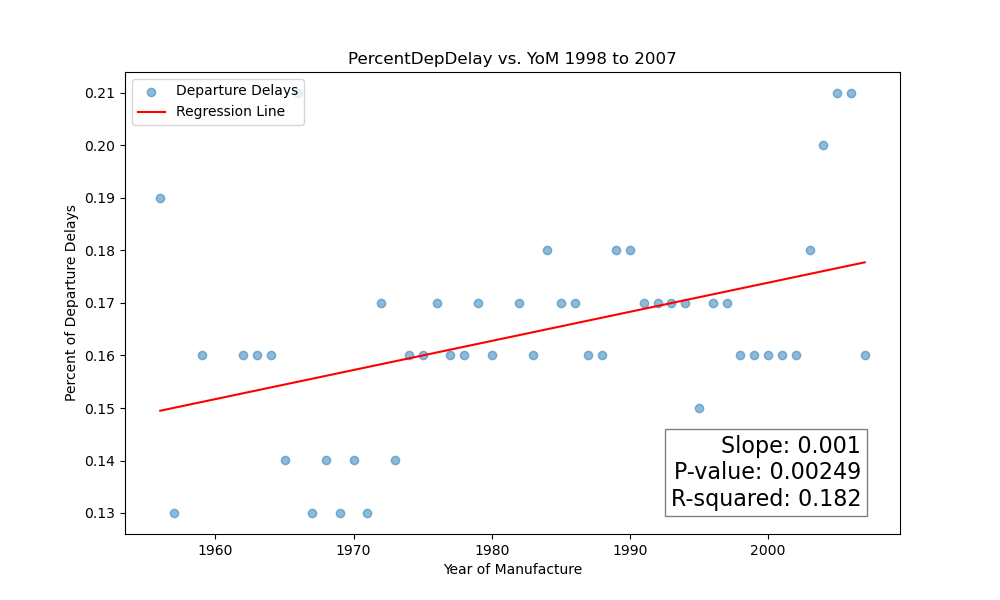 PercentDepDelay vs. YoM 1998 to 2007
Departure Delays
Regression Line
0.21
0.20
0.19
0.18
0.17
0.16
0.15
0.14
0.13
Percent of Departure Delays
Slope: 0.001
P-value: 0.00249
R-squared: 0.182
1960
1970
1980
1990
2000
Year of Manufacture